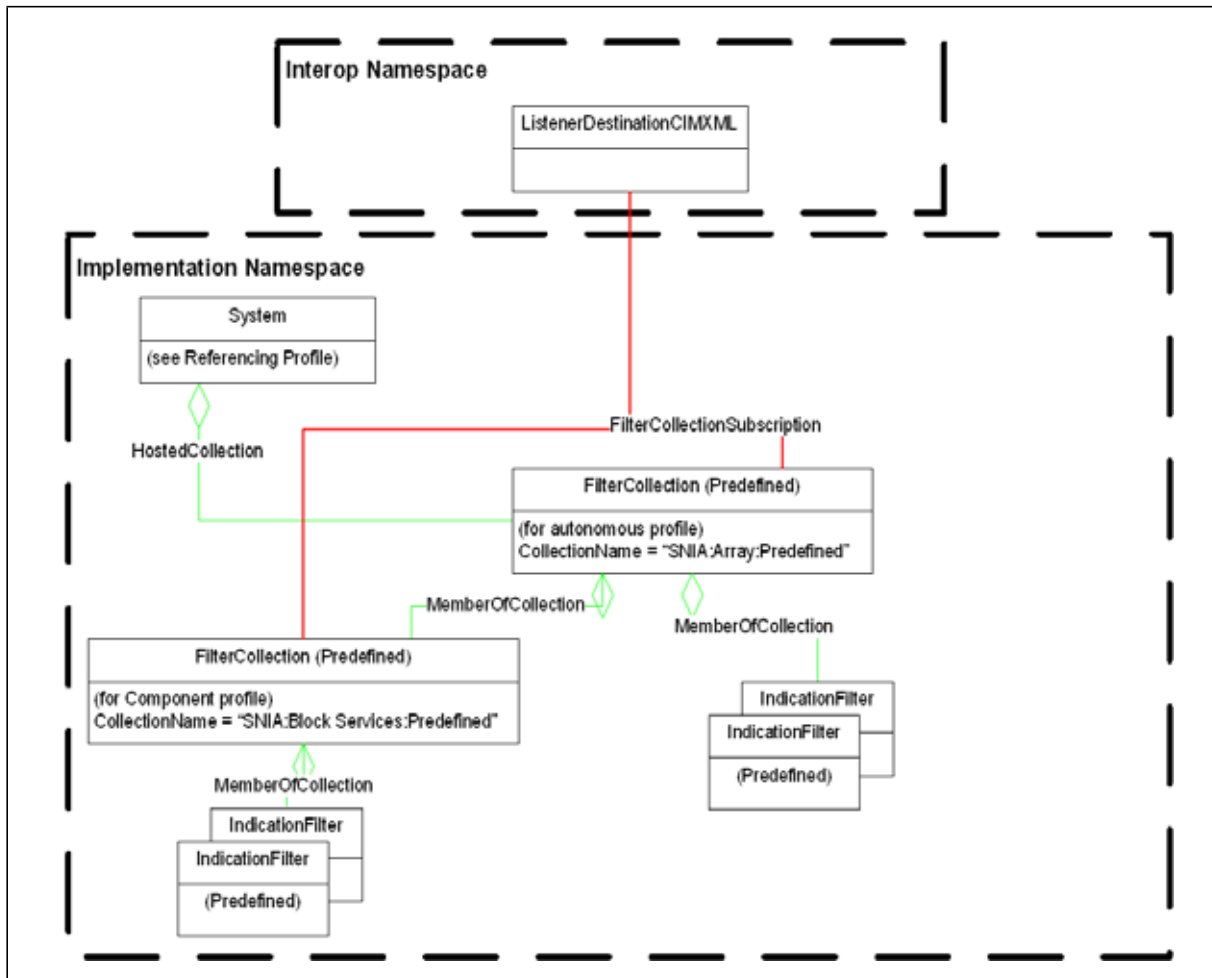 Interop Namespace
ListenerDestinationCIMXML
Implementation Namespace
System
(see Referencing Profile)
HostedCollection
FilterCollectionSubscription
FilterCollection (Predefined)
(for autonomous profile)
CollectionName = “SNIA:Array:Predefined”
MemberOfCollection
MemberOfCollection
FilterCollection (Predefined)
(for Component profile)
CollectionName = “SNIA:Block Services:Predefined”
IndicationFilter
IndicationFilter
(Predefined)
MemberOfCollection
IndicationFilter
IndicationFilter
(Predefined)